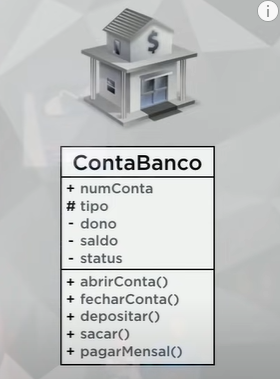 $
ContaBanco
+ numConta
# tipo
- dono
- saldo
- status
+ abrirConta()
+ fecharConta()
+ depositar()
+ sacar()
+ pagarMensal()